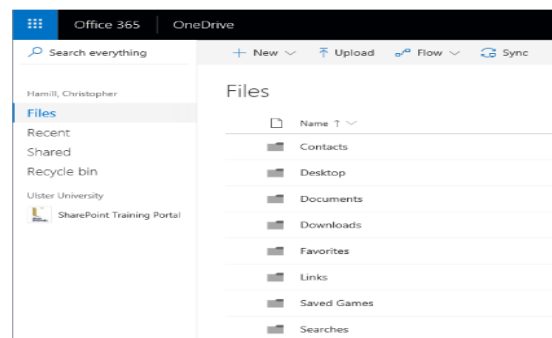 Office 365 OneDrive
Search everything
New Upload Flow Sync
Hamill, Christopher
Files
Recent
Shared
Recycle bin
Ulster University
SharePoint Training Portal
Files
Name
Contacts
Desktop
Documents
Downloads
Favorites
Links
Saved Games
Searches